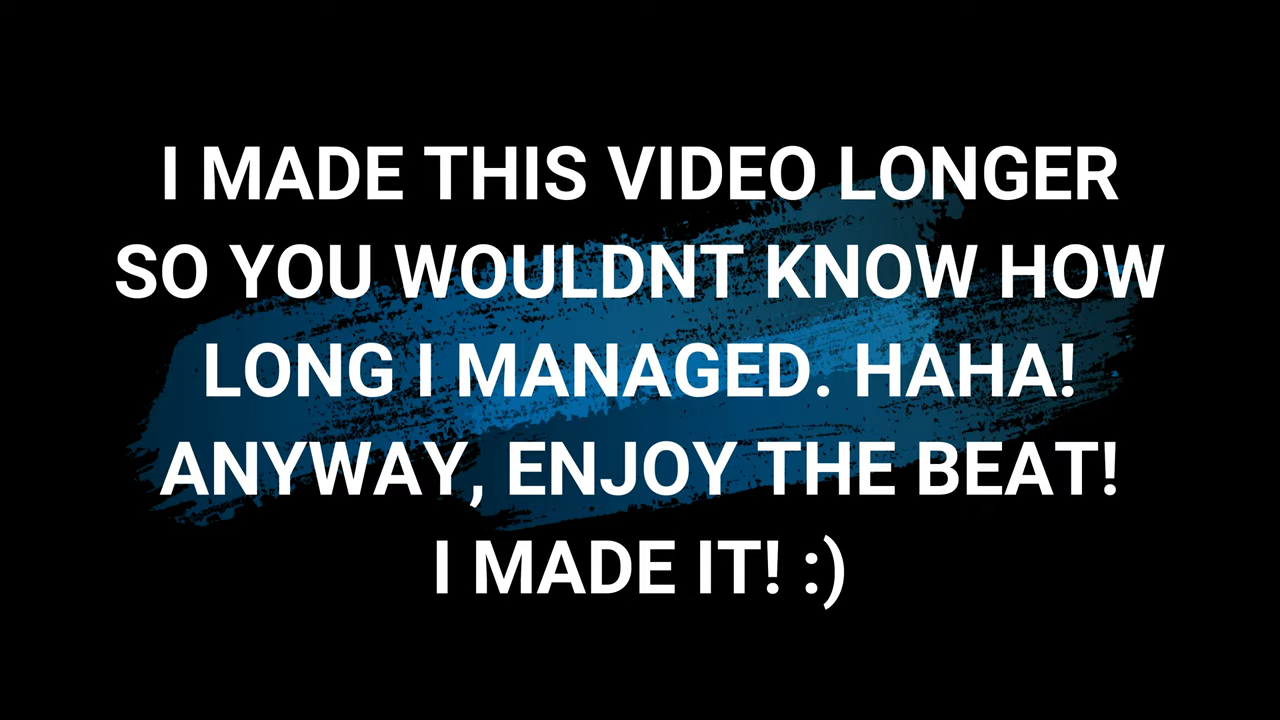 I MADE THIS VIDEO LONGER
SO YOU WOULDNT KNOW HOW
LONG I MANAGED. HAHA!
ANYWAY, ENJOY THE BEAT!
I MADE IT! :)